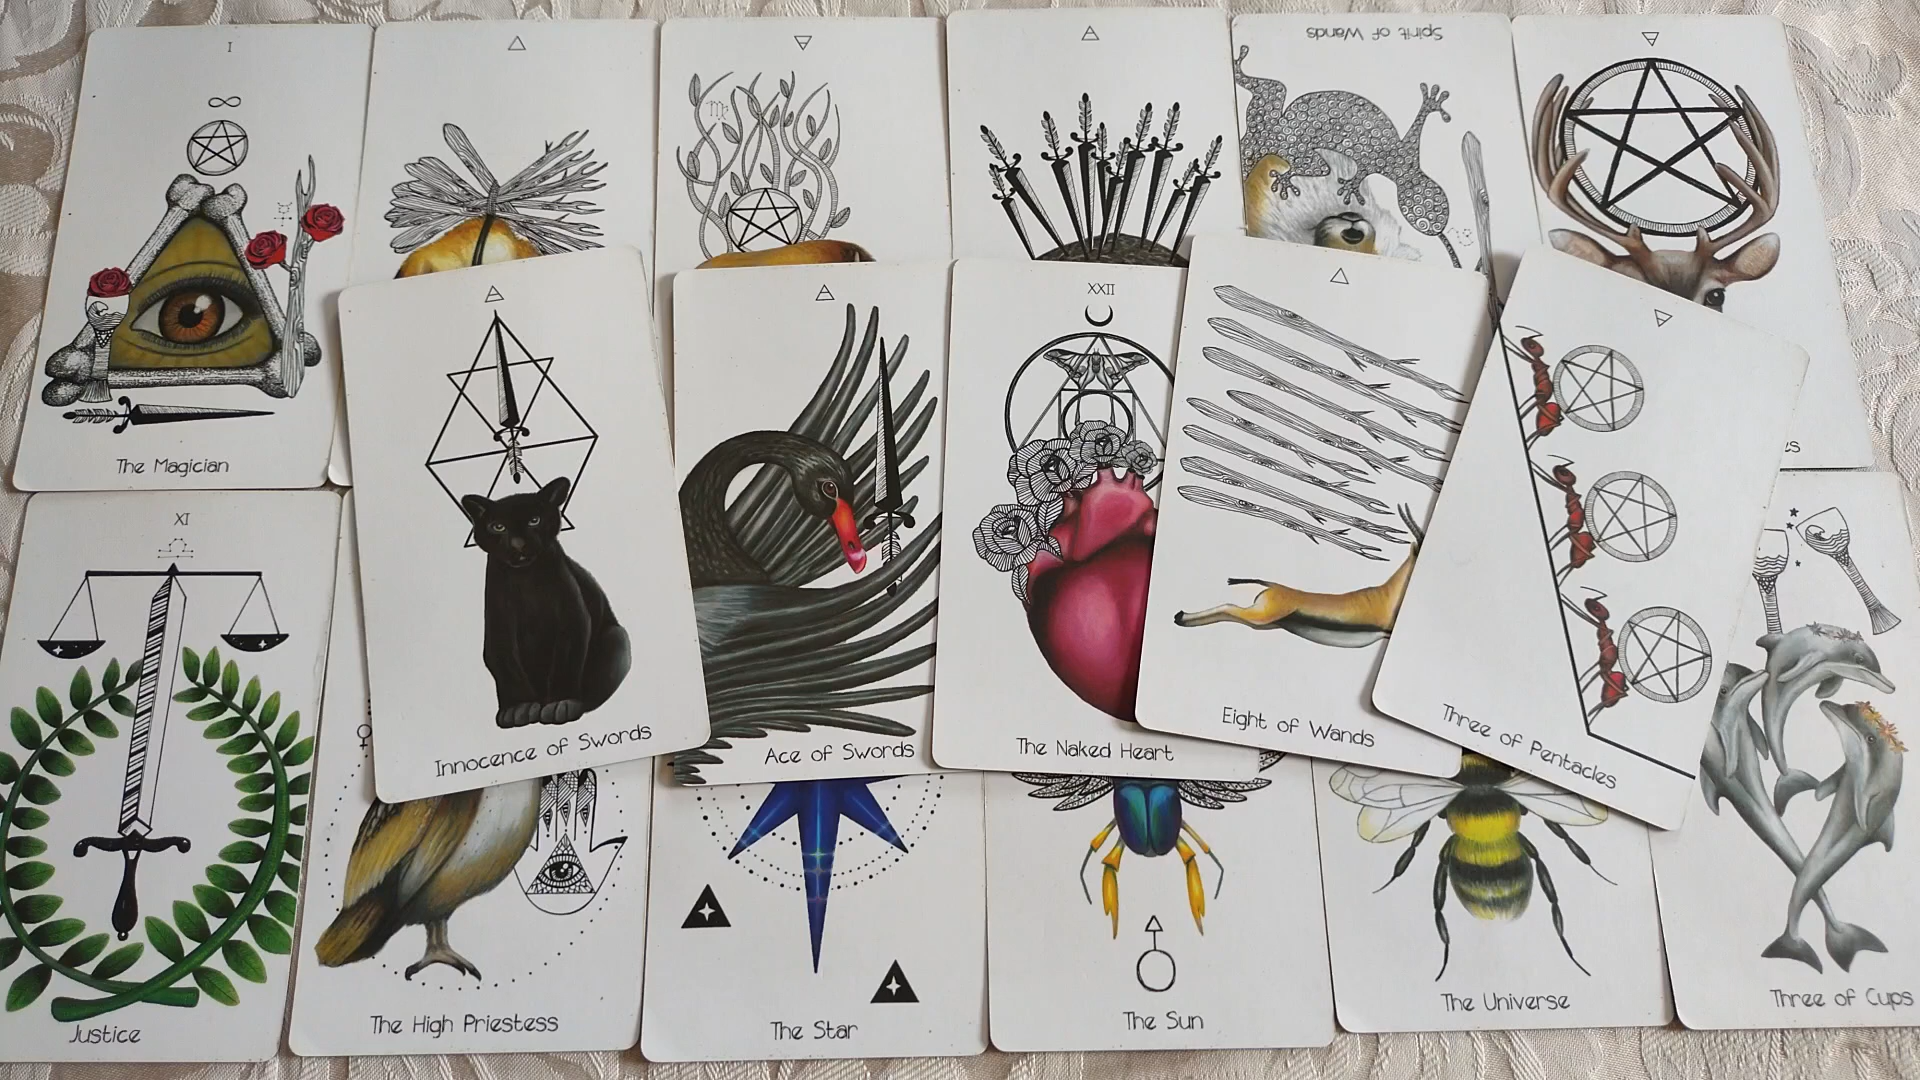 I
Spirit of Wands
The Magician
XXII
Innocence of Swords
Ace of Swords
The Naked Heart
Eight of Wands
Three of Pentacles
XI
Justice
The High Priestess
The Star
The Sun
The Universe
Three of Cups